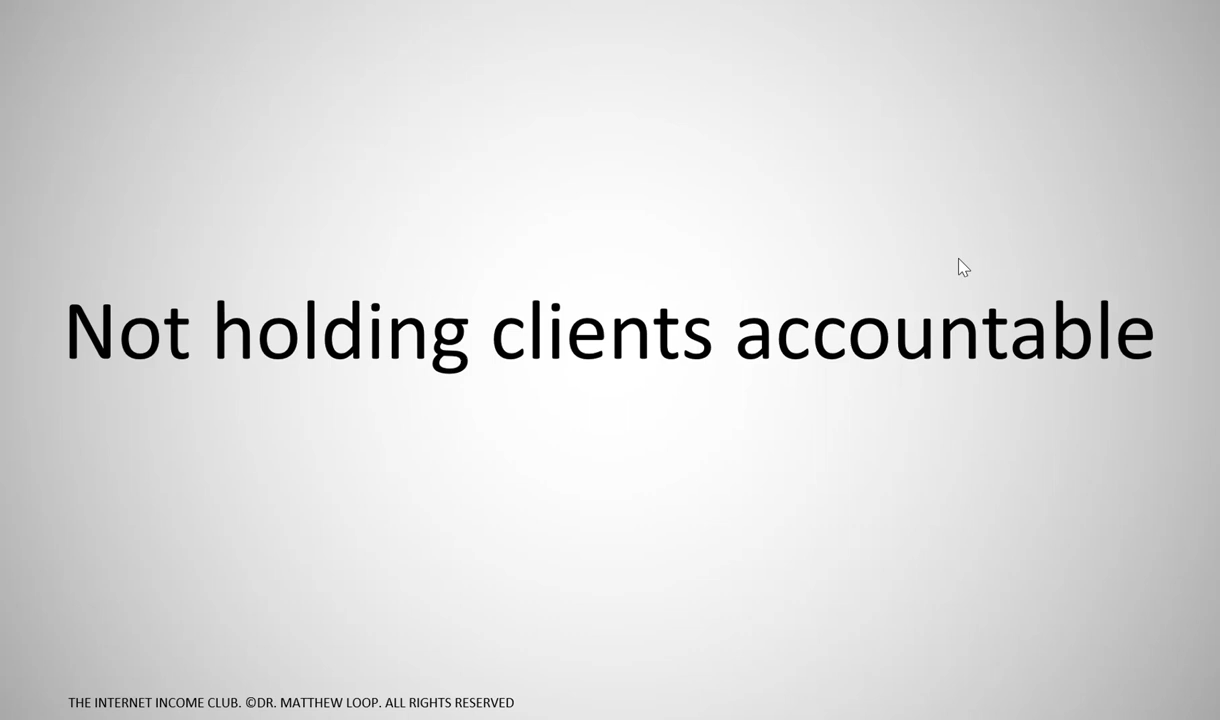 Not holding clients accountable
THE INTERNET INCOME CLUB. ©DR. MATTHEW LOOP. ALL RIGHTS RESERVED